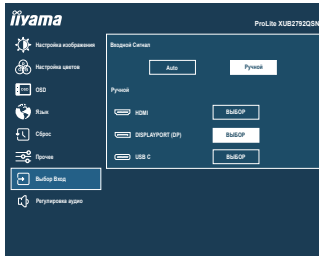 iiyama
ProLite XUB2792QSN
Настройка изображения
Настройка цветов
OSD
OSD
Язык
Сброс
Прочее
Выбор Вход
Регулировка аудио
Входной Сигнал
Auto
Ручной
Ручной
HDMI
ВЫБОР
DISPLAYPORT (DP)
ВЫБОР
USB C
ВЫБОР